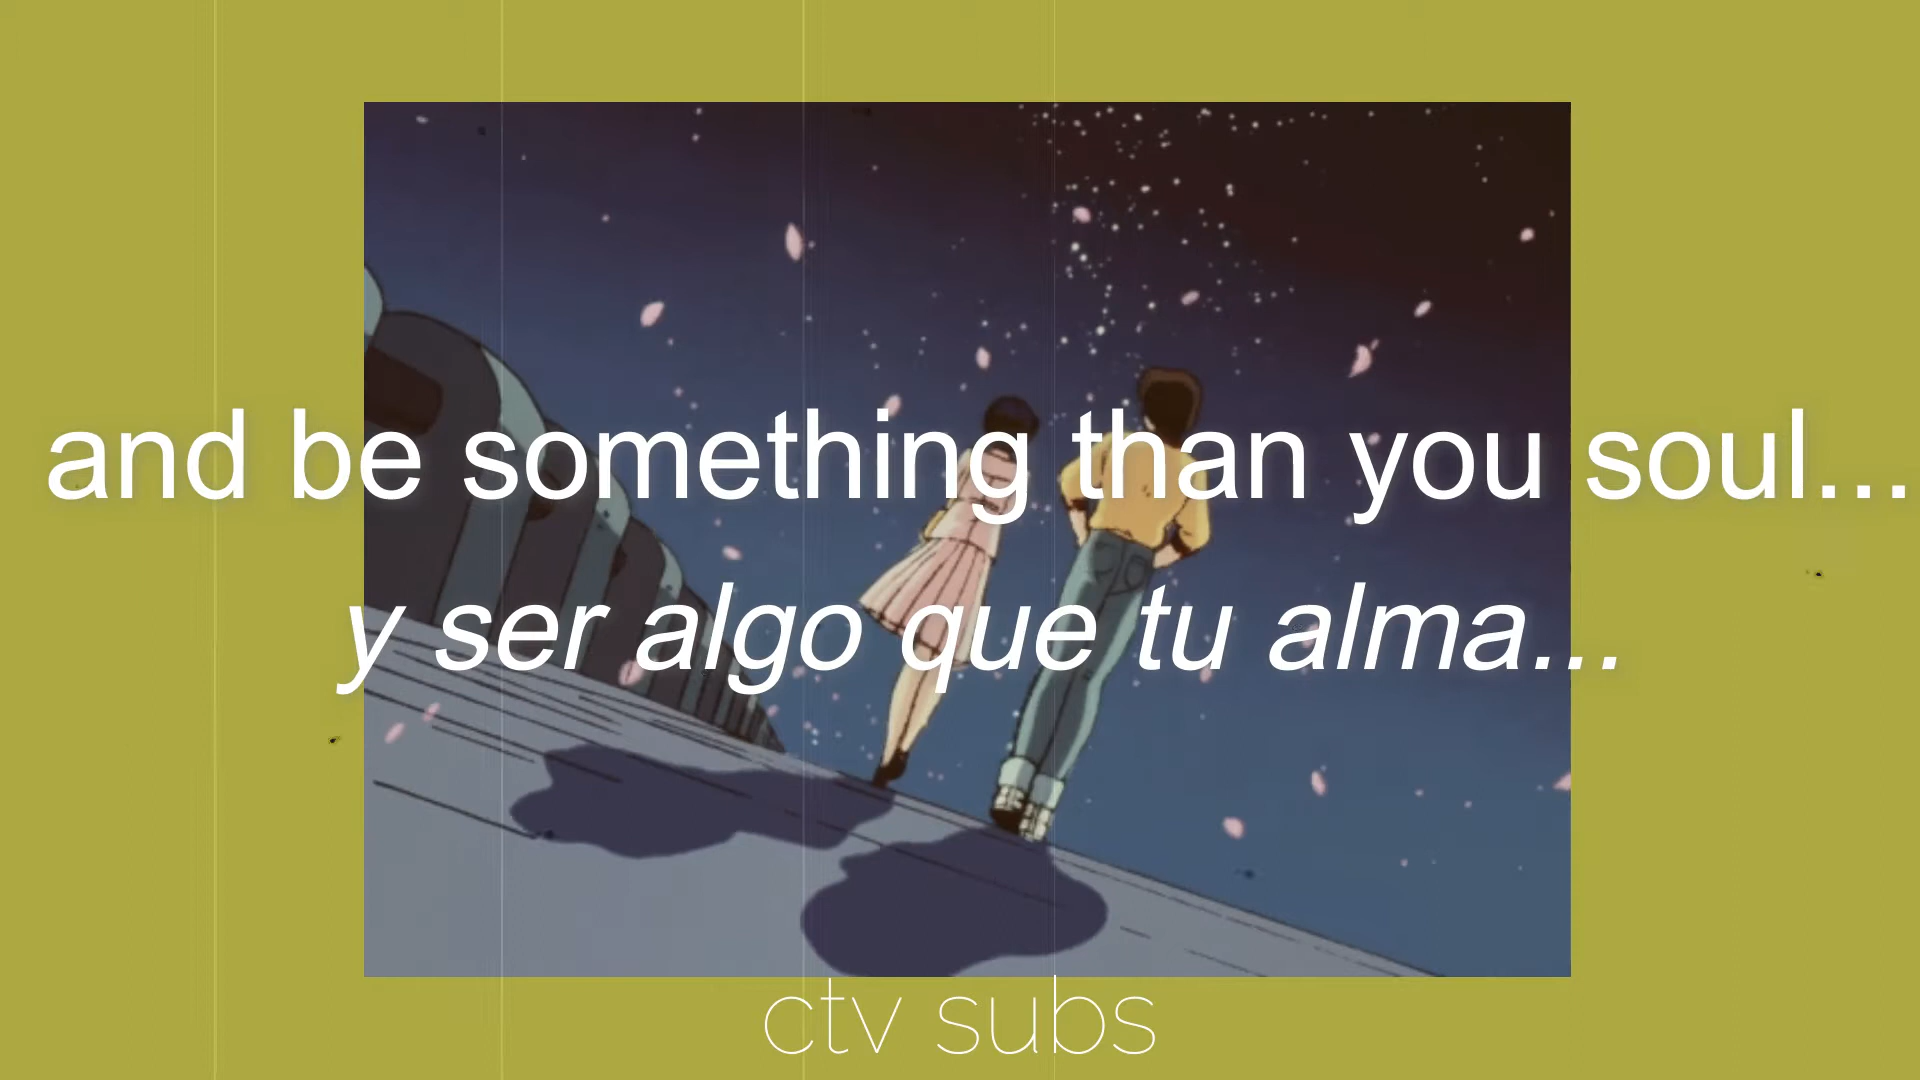 and be something than you soul...
y ser algo que tu alma...
ctv subs